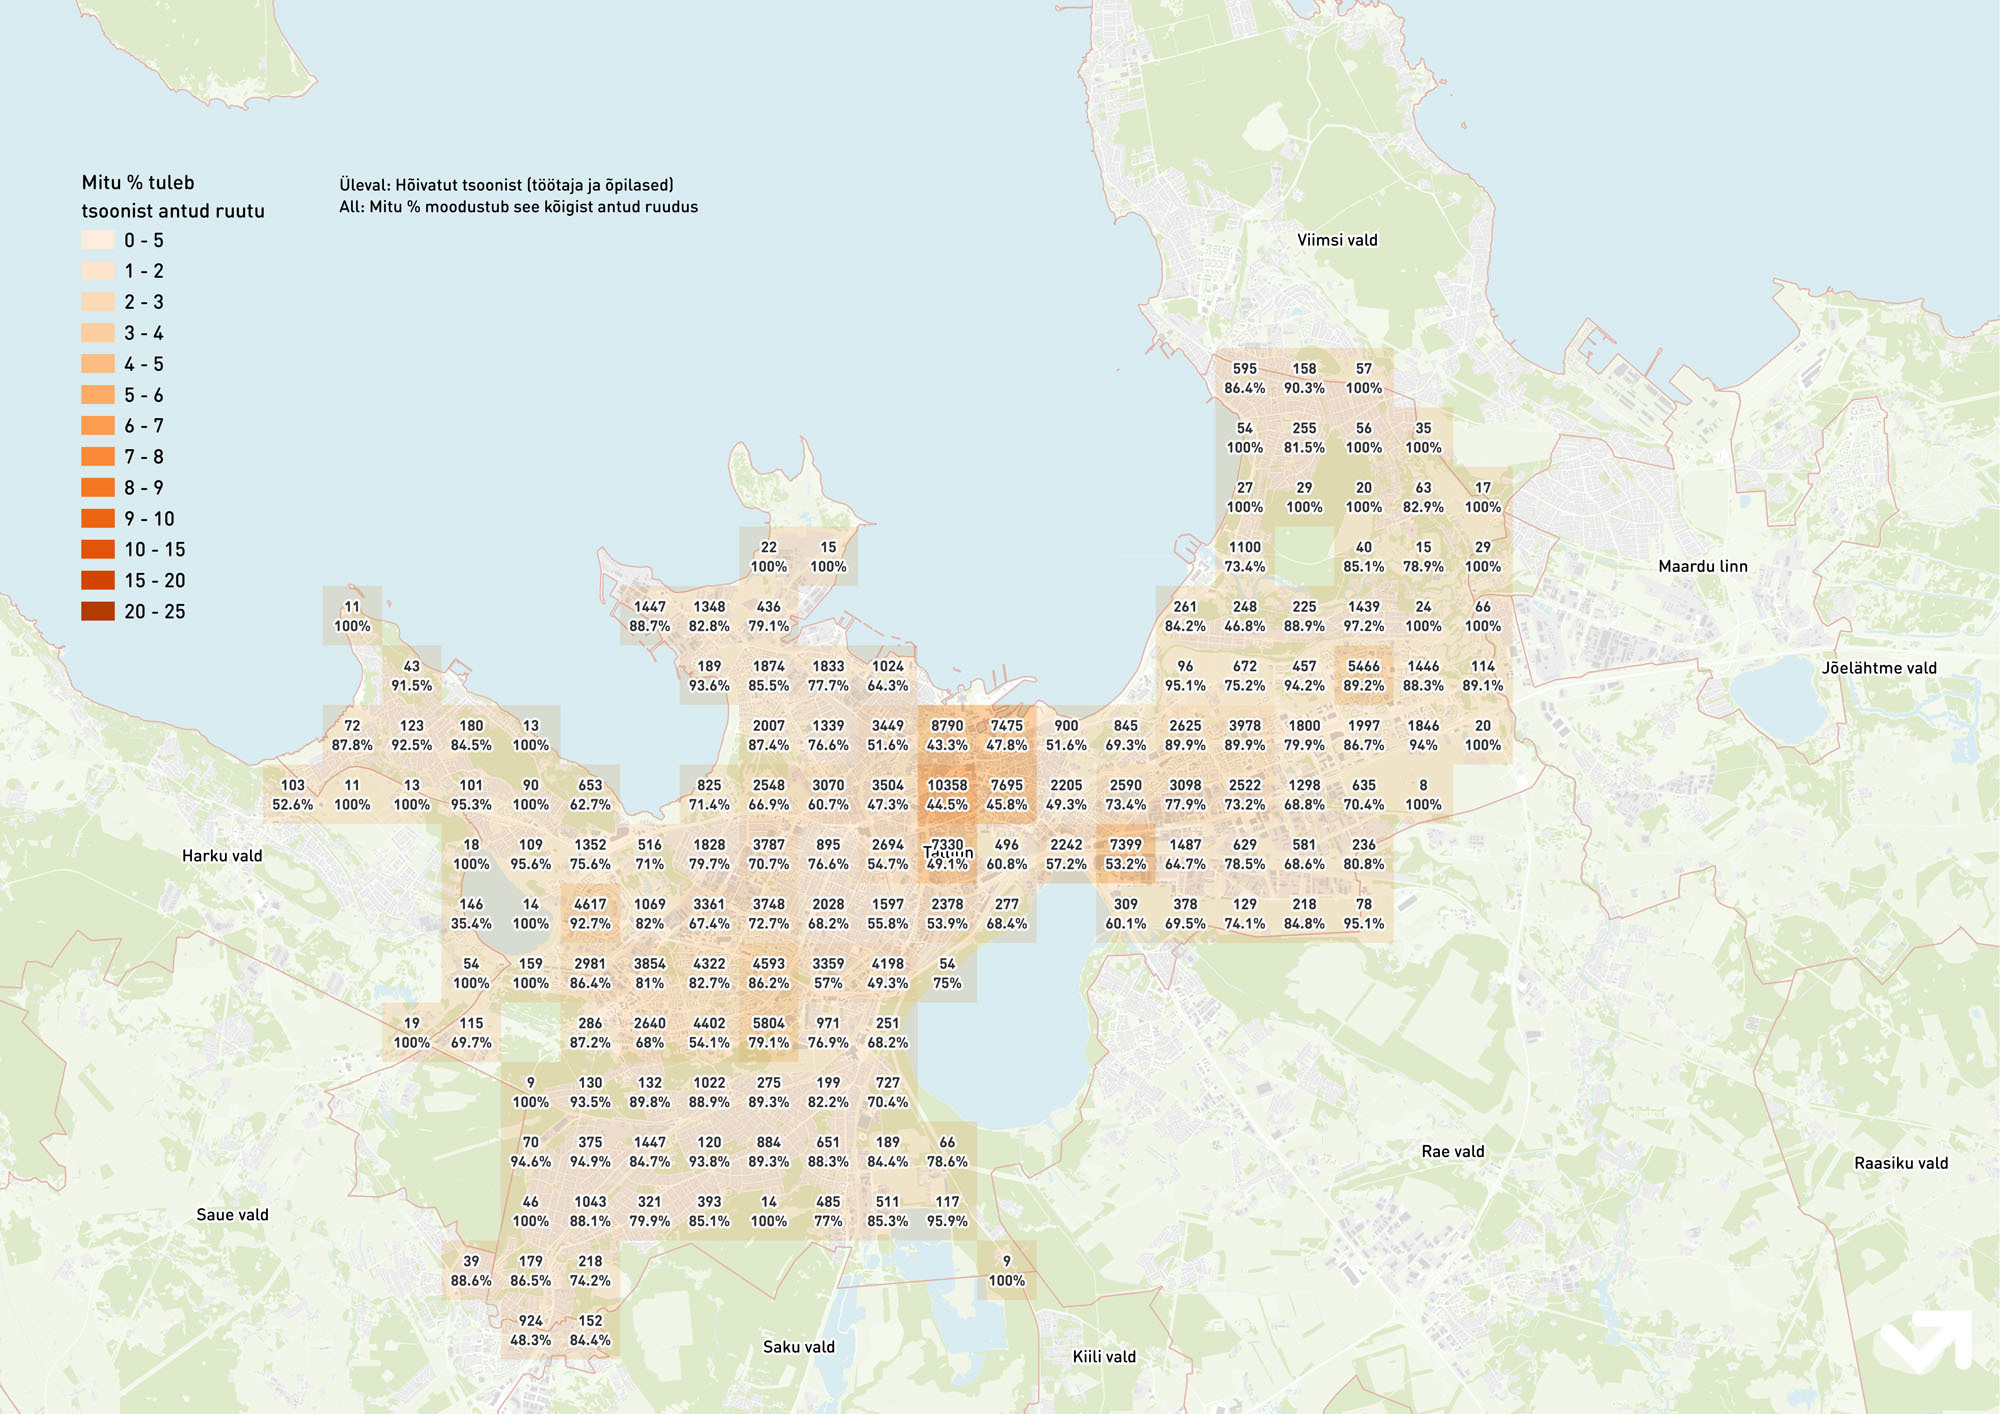 Mitu % tuleb
tsoonist antud ruutu
0 - 5
1 - 2
2 - 3
3 - 4
4 - 5
5 - 6
6 - 7
7 - 8
8 - 9
9 - 10
10 - 15
15 - 20
20 - 25
Üleval: Hõivatut tsoonist (töötaja ja õpilased)
All: Mitu % moodustub see kõigist antud ruudus
Viimsi vald
595 158 57
86.4% 90.3% 100%
54 255 56 35
100% 81.5% 100% 100%
27 29 20 63 17
100% 100% 100% 82.9% 100%
22 15 1100 40 15 29
100% 100% 73.4% 85.1% 78.9% 100%
Maardu linn
11 1447 1348 436 261 248 225 1439 24 66
100% 88.7% 82.8% 79.1% 84.2% 46.8% 88.9% 97.2% 100% 100%
43 189 1874 1833 1024 96 672 457 5466 1446 114
91.5% 93.6% 85.5% 77.7% 64.3% 95.1% 75.2% 94.2% 89.2% 88.3% 89.1%
Jõelähtme vald
72 123 180 13 2007 1339 3449 8790 7475 900 845 2625 3978 1800 1997 1846 20
87.8% 92.5% 84.5% 100% 87.4% 76.6% 51.6% 43.3% 47.8% 51.6% 69.3% 89.9% 89.9% 79.9% 86.7% 94% 100%
103 11 13 101 90 653 825 2548 3070 3504 10358 7695 2205 2590 3098 2522 1298 635 8
52.6% 100% 100% 95.3% 100% 62.7% 71.4% 66.9% 60.7% 47.3% 44.5% 45.8% 49.3% 73.4% 77.9% 73.2% 68.8% 70.4% 100%
18 109 1352 516 1828 3787 895 2694 7330 496 2242 7399 1487 629 581 236
Harku vald
Tallinn
100% 95.6% 75.6% 71% 79.7% 70.7% 76.6% 54.7% 49.1% 60.8% 57.2% 53.2% 64.7% 78.5% 68.6% 80.8%
146 14 4617 1069 3361 3748 2028 1597 2378 277 309 378 129 218 78
35.4% 100% 92.7% 82% 67.4% 72.7% 68.2% 55.8% 53.9% 68.4% 60.1% 69.5% 74.1% 84.8% 95.1%
54 159 2981 3854 4322 4593 3359 4198 54
100% 100% 86.4% 81% 82.7% 86.2% 57% 49.3% 75%
19 115 286 2640 4402 5804 971 251
100% 69.7% 87.2% 68% 54.1% 79.1% 76.9% 68.2%
9 130 132 1022 275 199 727
100% 93.5% 89.8% 88.9% 89.3% 82.2% 70.4%
70 375 1447 120 884 651 189 66
94.6% 94.9% 84.7% 93.8% 89.3% 88.3% 84.4% 78.6%
Rae vald
Raasiku vald
46 1043 321 393 14 485 511 117
100% 88.1% 79.9% 85.1% 100% 77% 85.3% 95.9%
Saue vald
39 179 218 9
88.6% 86.5% 74.2% 100%
924 152
48.3% 84.4%
Saku vald
Kiili vald